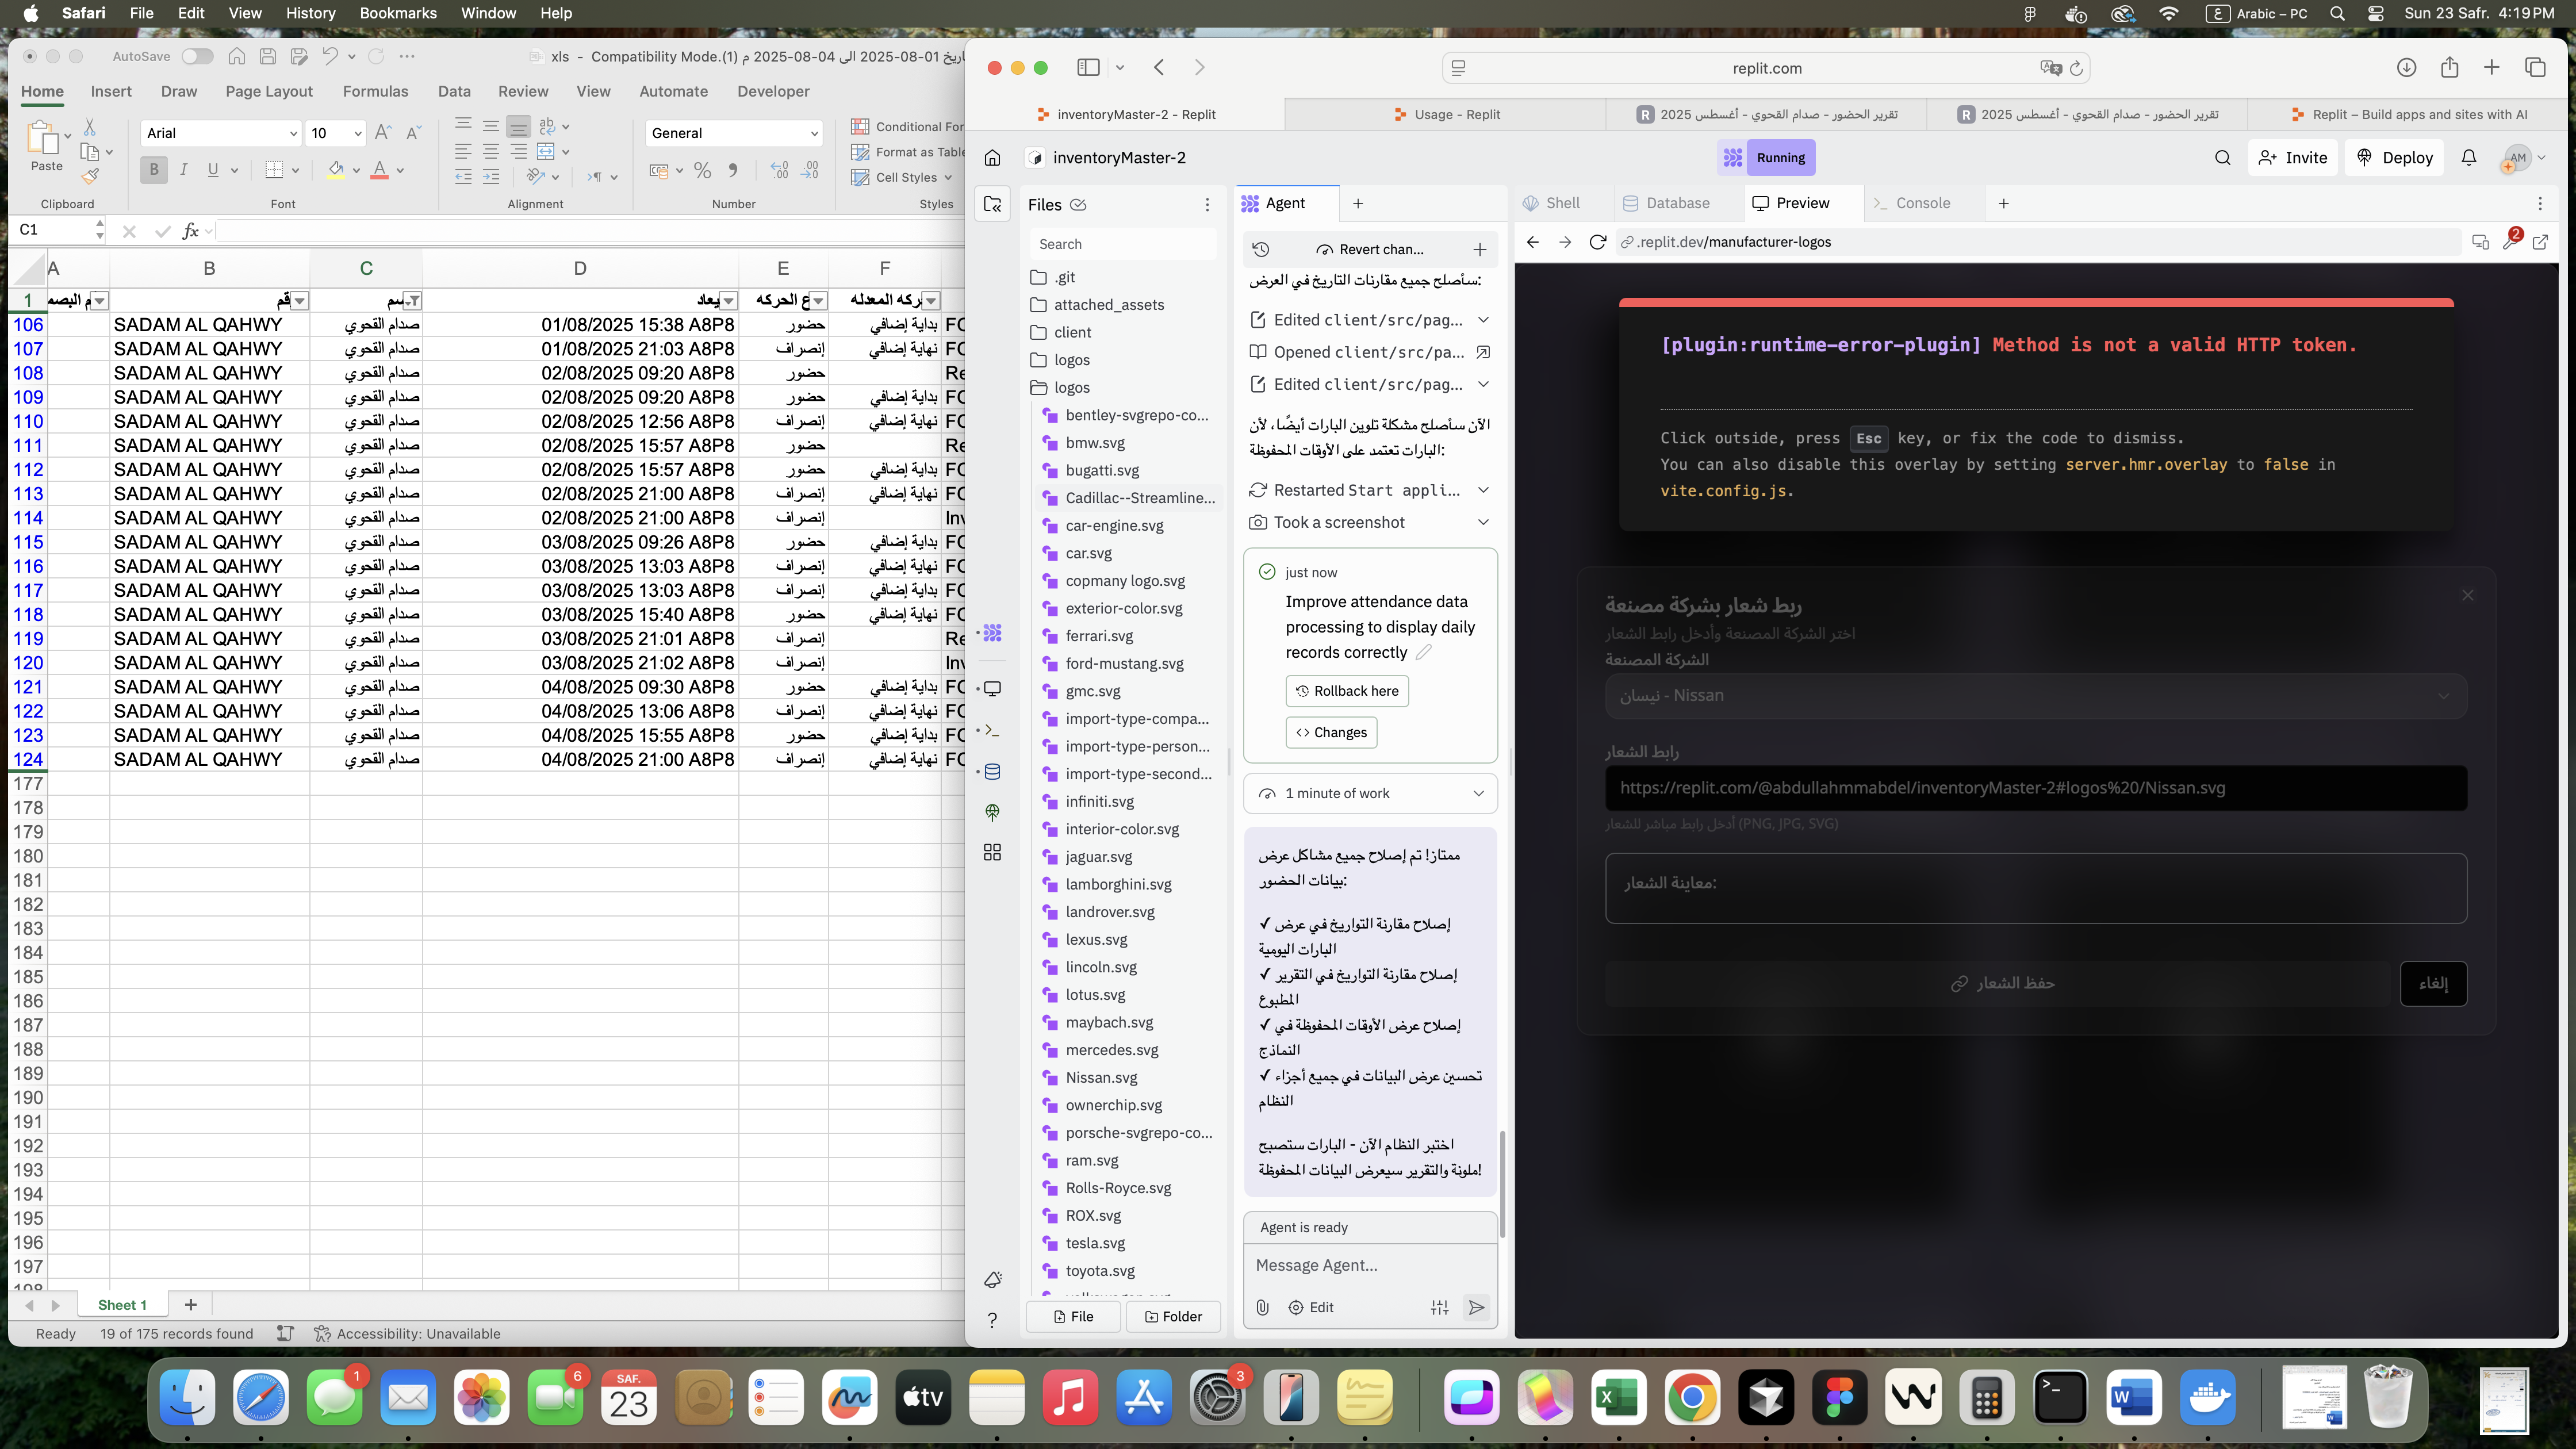 Safari File Edit View History Bookmarks Window Help
ع Arabic – PC Sun 23 Safr. 4:19 PM
AutoSave
xls - Compatibility Mode.(1) اريخ 01-08-2025 الى 04-08-2025 م
Home Insert Draw Page Layout Formulas Data Review View Automate Developer
Paste
Arial 10
General
Conditional For
Format as Table
Cell Styles
B I U
Clipboard Font Alignment Number Styles
C1 fx
A B C D E F
1
106 SADAM AL QAHWY صدام القحوي 01/08/2025 15:38 A8P8 حضور بداية إضافي FC
107 SADAM AL QAHWY صدام القحوي 01/08/2025 21:03 A8P8 إنصراف نهاية إضافي FC
108 SADAM AL QAHWY صدام القحوي 02/08/2025 09:20 A8P8 حضور Re
109 SADAM AL QAHWY صدام القحوي 02/08/2025 09:20 A8P8 حضور بداية إضافي FC
110 SADAM AL QAHWY صدام القحوي 02/08/2025 12:56 A8P8 إنصراف نهاية إضافي FC
111 SADAM AL QAHWY صدام القحوي 02/08/2025 15:57 A8P8 حضور Re
112 SADAM AL QAHWY صدام القحوي 02/08/2025 15:57 A8P8 حضور بداية إضافي FC
113 SADAM AL QAHWY صدام القحوي 02/08/2025 21:00 A8P8 إنصراف نهاية إضافي FC
114 SADAM AL QAHWY صدام القحوي 02/08/2025 21:00 A8P8 إنصراف Inv
115 SADAM AL QAHWY صدام القحوي 03/08/2025 09:26 A8P8 حضور بداية إضافي FC
116 SADAM AL QAHWY صدام القحوي 03/08/2025 13:03 A8P8 إنصراف نهاية إضافي FC
117 SADAM AL QAHWY صدام القحوي 03/08/2025 13:03 A8P8 حضور بداية إضافي FC
118 SADAM AL QAHWY صدام القحوي 03/08/2025 15:40 A8P8 حضور نهاية إضافي FC
119 SADAM AL QAHWY صدام القحوي 03/08/2025 21:01 A8P8 إنصراف Re
120 SADAM AL QAHWY صدام القحوي 03/08/2025 21:02 A8P8 إنصراف Inv
121 SADAM AL QAHWY صدام القحوي 04/08/2025 09:30 A8P8 حضور بداية إضافي FC
122 SADAM AL QAHWY صدام القحوي 04/08/2025 13:06 A8P8 إنصراف نهاية إضافي FC
123 SADAM AL QAHWY صدام القحوي 04/08/2025 15:55 A8P8 حضور بداية إضافي FC
124 SADAM AL QAHWY صدام القحوي 04/08/2025 21:00 A8P8 إنصراف نهاية إضافي FC
177
178
179
180
181
182
183
184
185
186
187
188
189
190
191
192
193
194
195
196
197
198
Sheet 1
Ready 19 of 175 records found Accessibility: Unavailable
replit.com
inventoryMaster-2 - Replit
Usage - Replit
تقرير الحضور - صدام القحوي - أغسطس 2025
تقرير الحضور - صدام القحوي - أغسطس 2025
Replit – Build apps and sites with AI
inventoryMaster-2
Running
Invite Deploy AM
Files
Search
.git
attached_assets
client
logos
logos
bentley-svgrepo-co...
bmw.svg
bugatti.svg
Cadillac--Streamline...
car-engine.svg
car.svg
copmany logo.svg
exterior-color.svg
ferrari.svg
ford-mustang.svg
gmc.svg
import-type-compa...
import-type-person...
import-type-second...
infiniti.svg
interior-color.svg
jaguar.svg
lamborghini.svg
landrover.svg
lexus.svg
lincoln.svg
lotus.svg
maybach.svg
mercedes.svg
Nissan.svg
ownerchip.svg
porsche-svgrepo-co...
ram.svg
Rolls-Royce.svg
ROX.svg
tesla.svg
toyota.svg
File Folder
Agent
Revert chan...
سأصلح جميع مقارنات التاريخ في العرض:
Edited client/src/pag...
Opened client/src/pa...
Edited client/src/pag...
الآن سأصلح مشكلة تلوين البارات أيضًا، لأن
البارات تعتمد على الأوقات المحفوظة:
Restarted Start appli...
Took a screenshot
just now
Improve attendance data
processing to display daily
records correctly
Rollback here
Changes
1 minute of work
ممتاز! تم إصلاح جميع مشاكل عرض
بيانات الحضور:
✓ إصلاح مقارنة التواريخ في عرض
البارات اليومية
✓ إصلاح مقارنة التواريخ في التقرير
المطبوع
✓ إصلاح عرض الأوقات المحفوظة في
النماذج
✓ تحسين عرض البيانات في جميع أجزاء
النظام
اختبر النظام الآن - البارات ستصبح
ملونة والتقرير سيعرض البيانات المحفوظة!
Agent is ready
Message Agent...
Edit
Shell Database Preview Console
.replit.dev/manufacturer-logos
2
[plugin:runtime-error-plugin] Method is not a valid HTTP token.
Click outside, press Esc key, or fix the code to dismiss.
You can also disable this overlay by setting server.hmr.overlay to false in
vite.config.js.
ربط شعار بشركة مصنعة
اختر الشركة المصنعة وأدخل رابط الشعار
الشركة المصنعة
نيسان - Nissan
رابط الشعار
https://replit.com/@abdullahmmabdel/inventoryMaster-2#logos%20/Nissan.svg
أدخل رابط مباشر للشعار (PNG, JPG, SVG)
معاينة الشعار:
حفظ الشعار
إلغاء
1
6
SAF.
23
tv
3